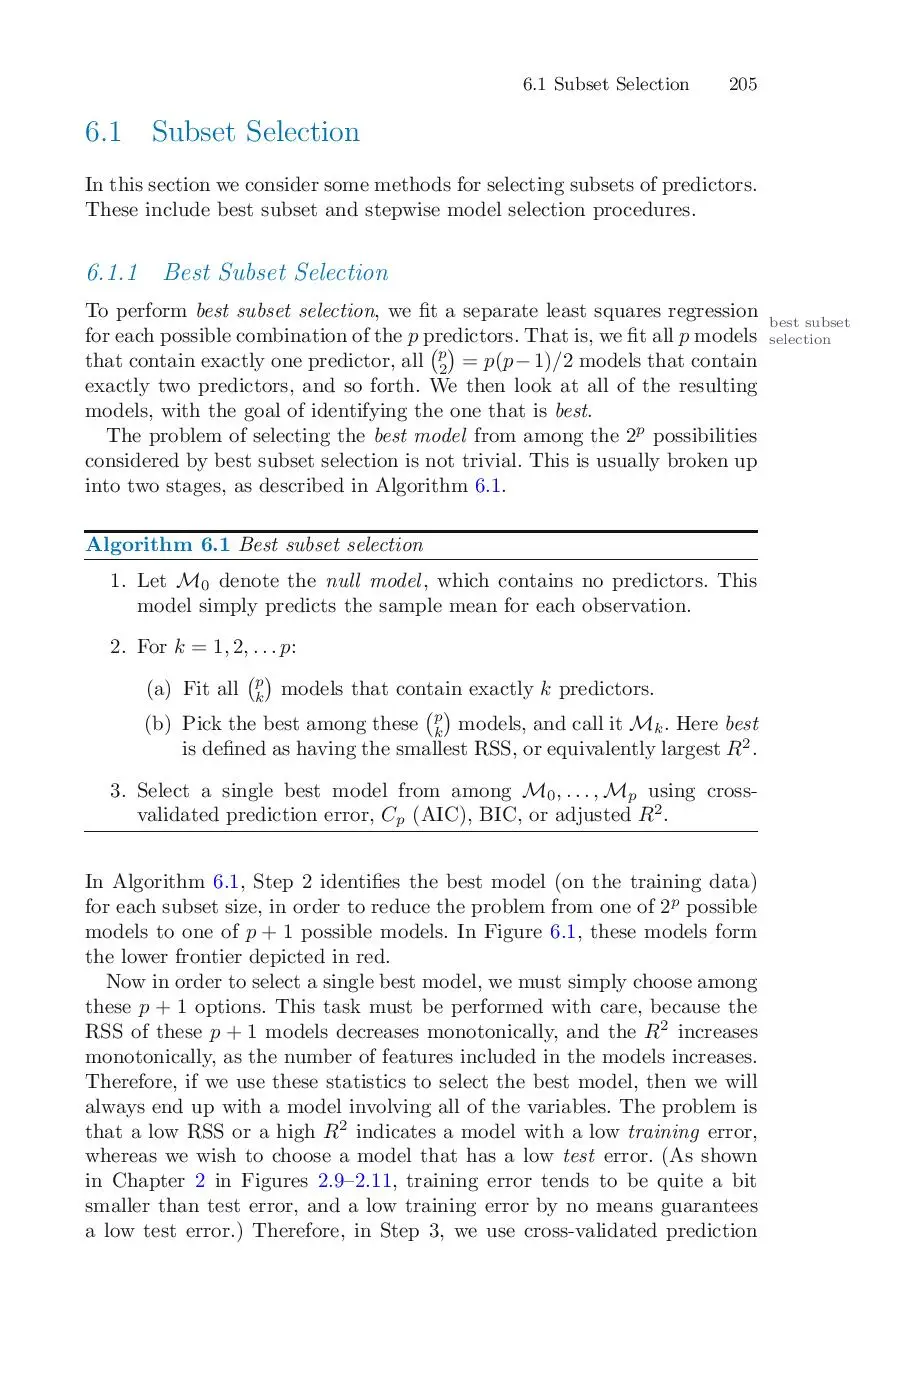 6.1 Subset Selection 205
6.1 Subset Selection
In this section we consider some methods for selecting subsets of predictors.
These include best subset and stepwise model selection procedures.
6.1.1 Best Subset Selection
To perform best subset selection, we fit a separate least squares regression
best subset
for each possible combination of the p predictors. That is, we fit all p models
selection
that contain exactly one predictor, all (p 2) = p(p−1)/2 models that contain
exactly two predictors, and so forth. We then look at all of the resulting
models, with the goal of identifying the one that is best.
The problem of selecting the best model from among the 2^p possibilities
considered by best subset selection is not trivial. This is usually broken up
into two stages, as described in Algorithm 6.1.
Algorithm 6.1 Best subset selection
1. Let M₀ denote the null model, which contains no predictors. This
model simply predicts the sample mean for each observation.
2. For k = 1, 2, . . . p:
(a) Fit all (p k) models that contain exactly k predictors.
(b) Pick the best among these (p k) models, and call it Mₖ. Here best
is defined as having the smallest RSS, or equivalently largest R².
3. Select a single best model from among M₀, . . . , Mₚ using cross-
validated prediction error, Cₚ (AIC), BIC, or adjusted R².
In Algorithm 6.1, Step 2 identifies the best model (on the training data)
for each subset size, in order to reduce the problem from one of 2^p possible
models to one of p + 1 possible models. In Figure 6.1, these models form
the lower frontier depicted in red.
Now in order to select a single best model, we must simply choose among
these p + 1 options. This task must be performed with care, because the
RSS of these p + 1 models decreases monotonically, and the R² increases
monotonically, as the number of features included in the models increases.
Therefore, if we use these statistics to select the best model, then we will
always end up with a model involving all of the variables. The problem is
that a low RSS or a high R² indicates a model with a low training error,
whereas we wish to choose a model that has a low test error. (As shown
in Chapter 2 in Figures 2.9–2.11, training error tends to be quite a bit
smaller than test error, and a low training error by no means guarantees
a low test error.) Therefore, in Step 3, we use cross-validated prediction